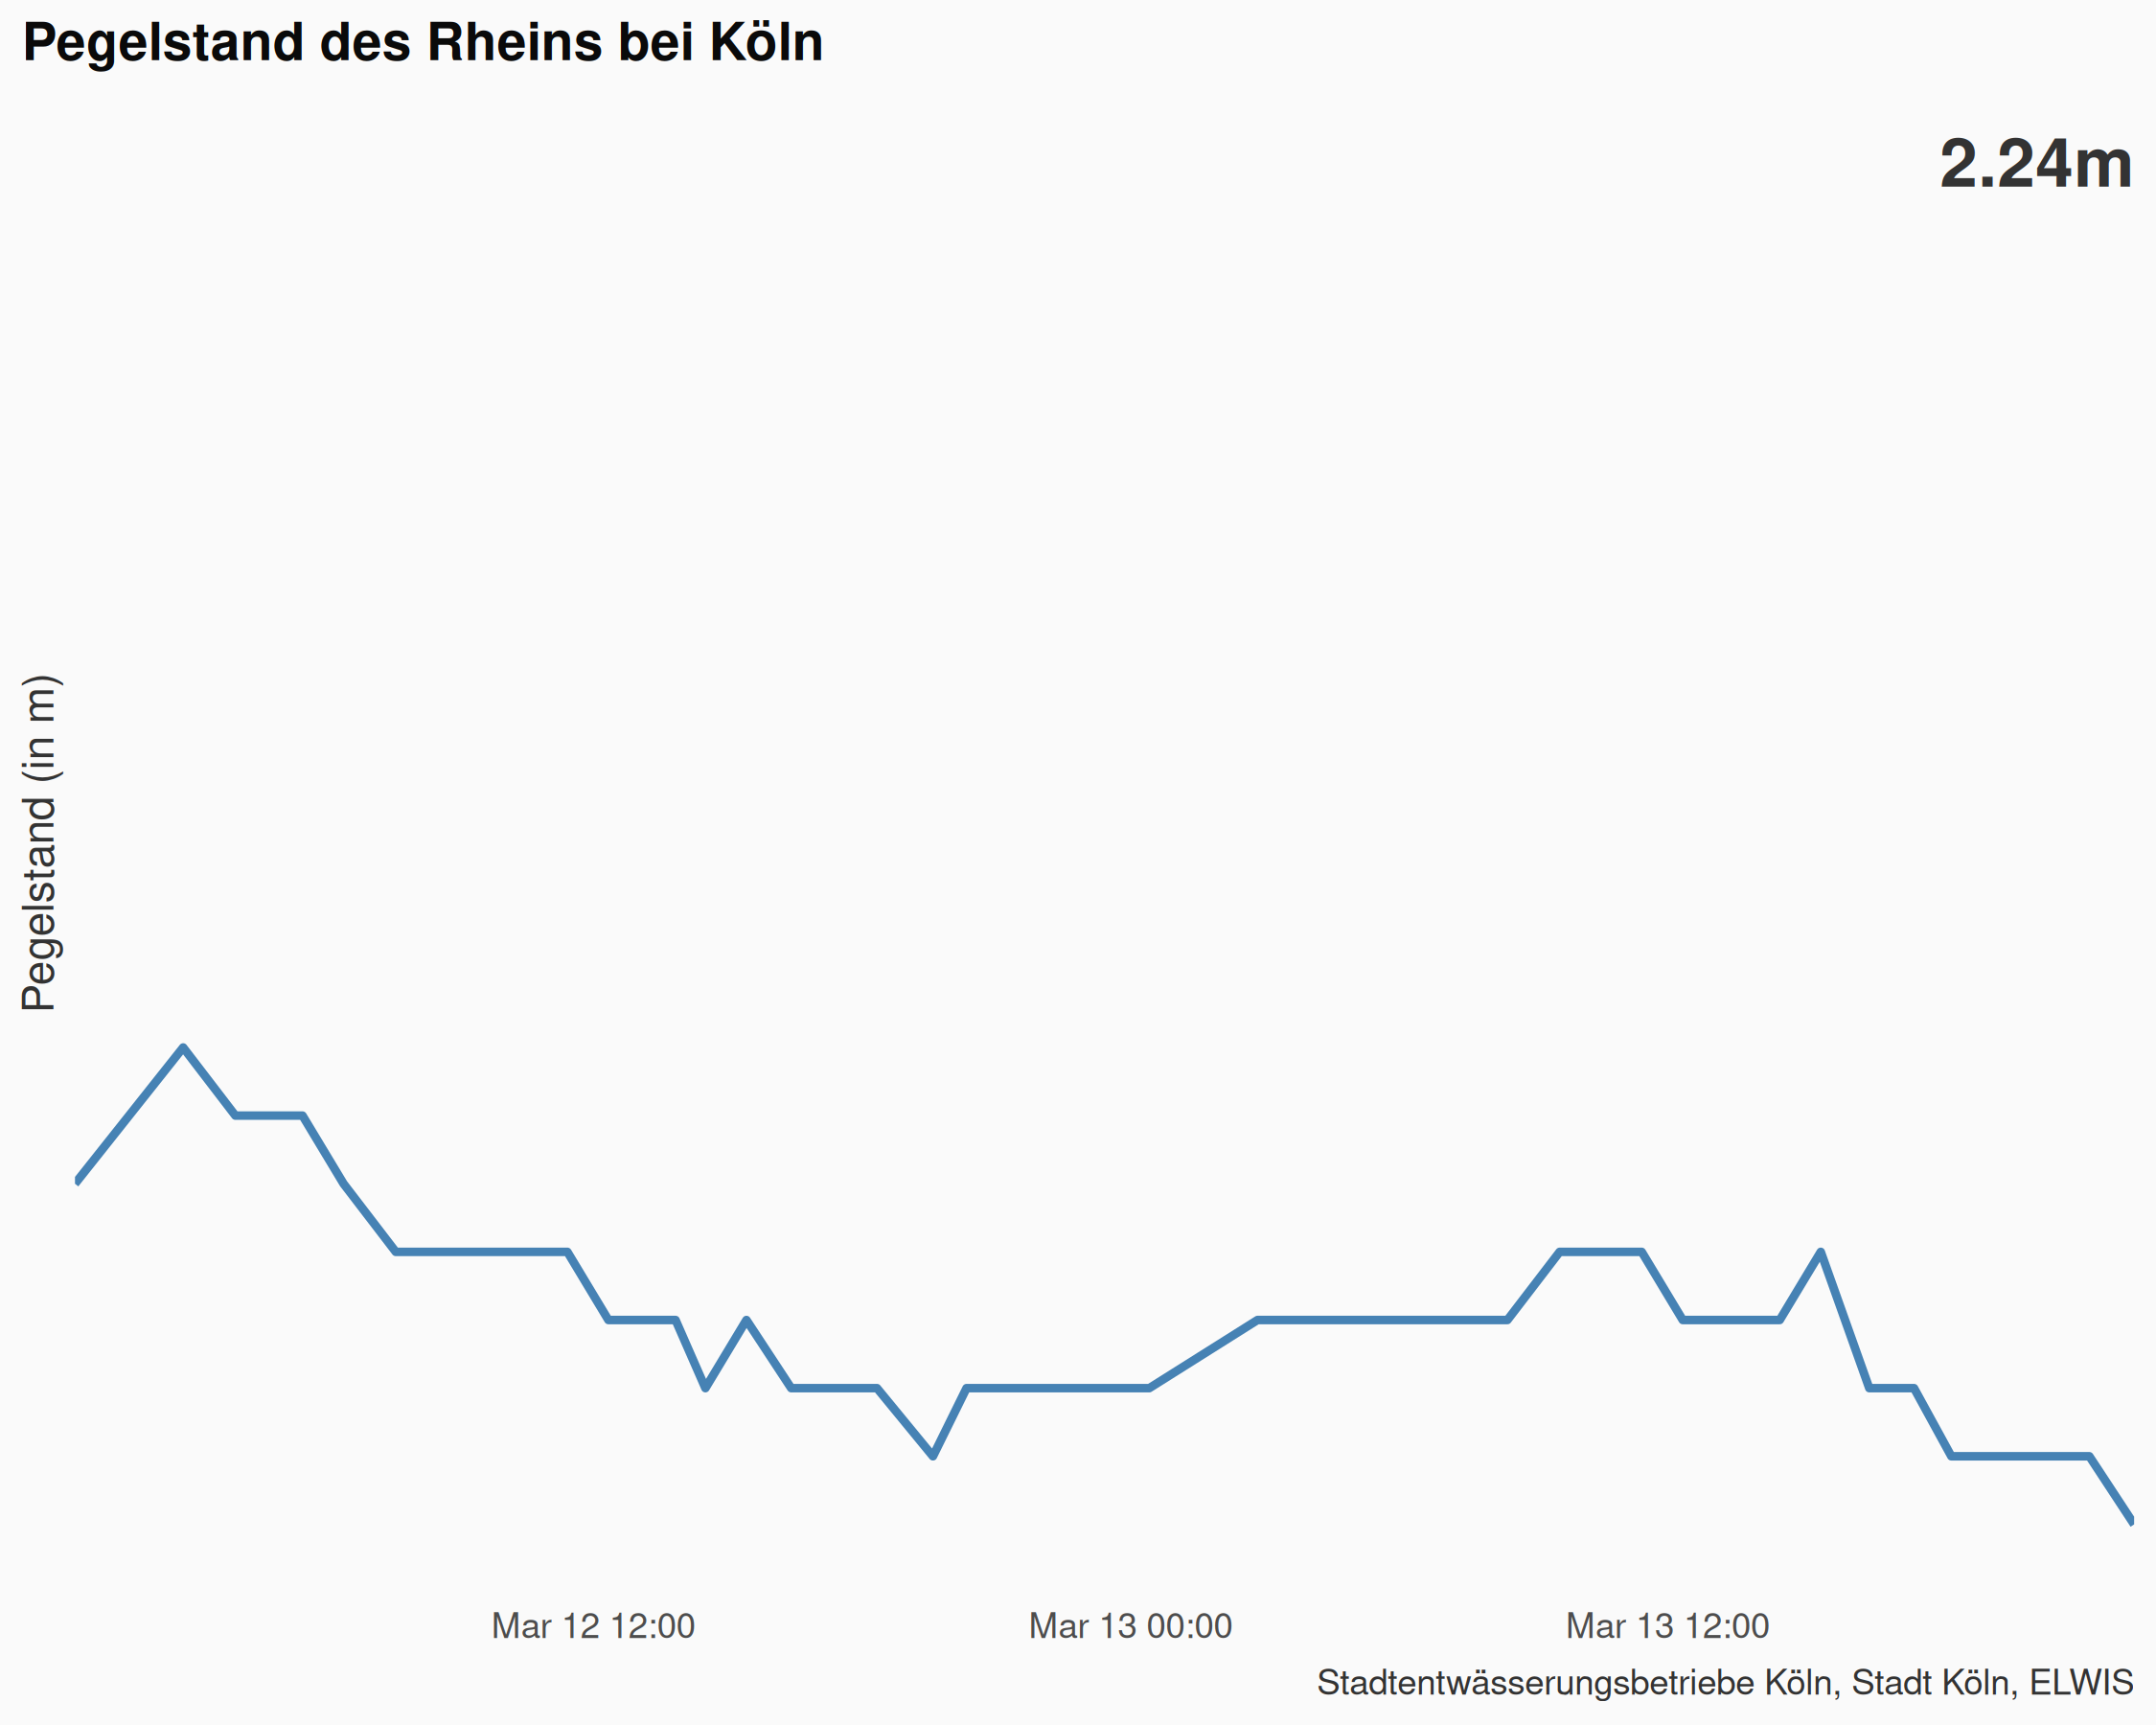 Pegelstand des Rheins bei Köln
2.24m
Pegelstand (in m)
Mar 12 12:00
Mar 13 00:00
Mar 13 12:00
Stadtentwässerungsbetriebe Köln, Stadt Köln, ELWIS